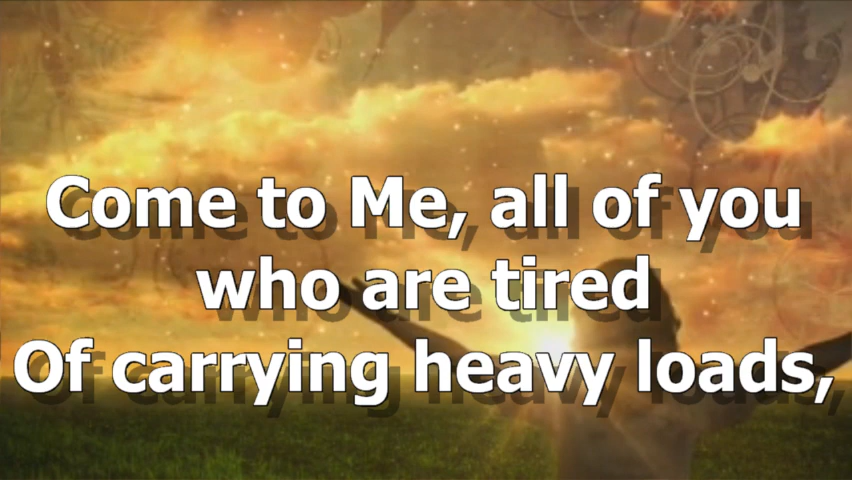 Come to Me, all of you
who are tired
Of carrying heavy loads,